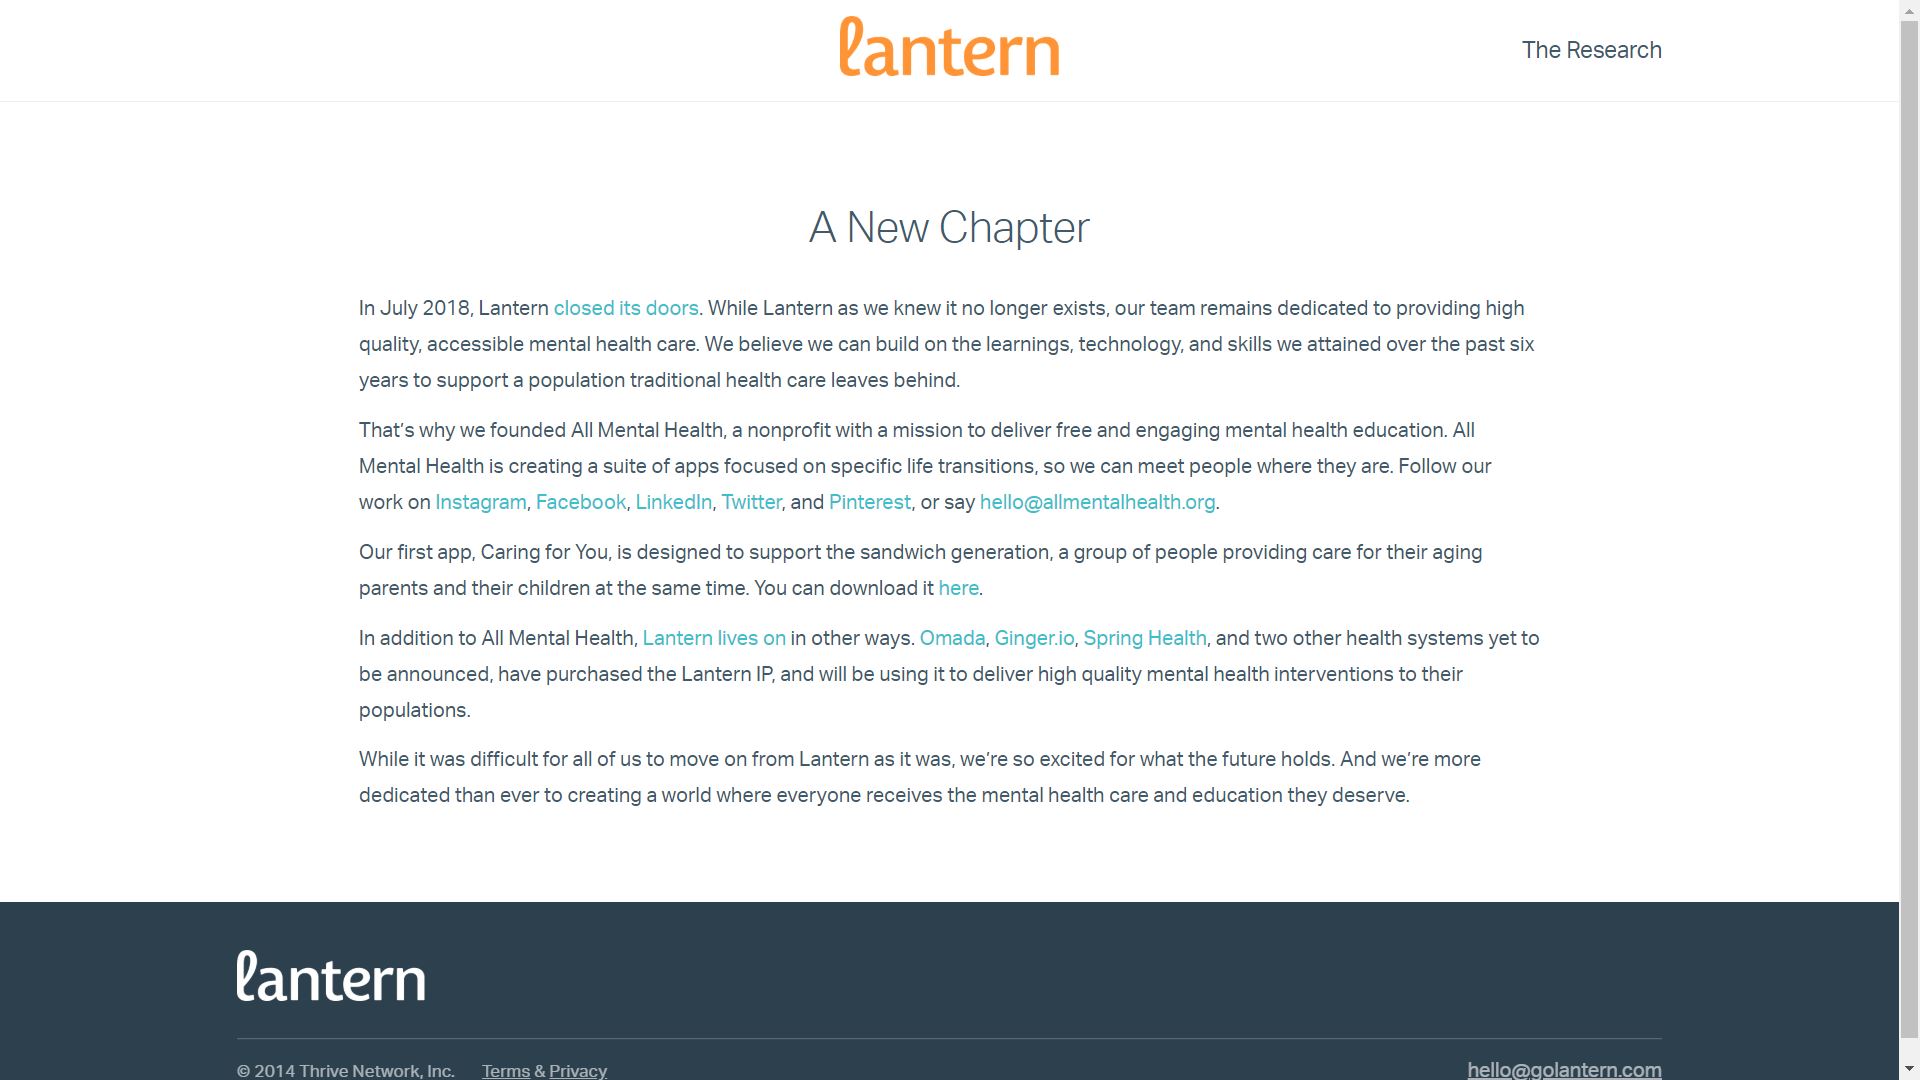 lantern
The Research
A New Chapter
In July 2018, Lantern closed its doors. While Lantern as we knew it no longer exists, our team remains dedicated to providing high
quality, accessible mental health care. We believe we can build on the learnings, technology, and skills we attained over the past six
years to support a population traditional health care leaves behind.
That’s why we founded All Mental Health, a nonprofit with a mission to deliver free and engaging mental health education. All
Mental Health is creating a suite of apps focused on specific life transitions, so we can meet people where they are. Follow our
work on Instagram, Facebook, LinkedIn, Twitter, and Pinterest, or say hello@allmentalhealth.org.
Our first app, Caring for You, is designed to support the sandwich generation, a group of people providing care for their aging
parents and their children at the same time. You can download it here.
In addition to All Mental Health, Lantern lives on in other ways. Omada, Ginger.io, Spring Health, and two other health systems yet to
be announced, have purchased the Lantern IP, and will be using it to deliver high quality mental health interventions to their
populations.
While it was difficult for all of us to move on from Lantern as it was, we’re so excited for what the future holds. And we’re more
dedicated than ever to creating a world where everyone receives the mental health care and education they deserve.
lantern
© 2014 Thrive Network, Inc. Terms & Privacy
hello@golantern.com